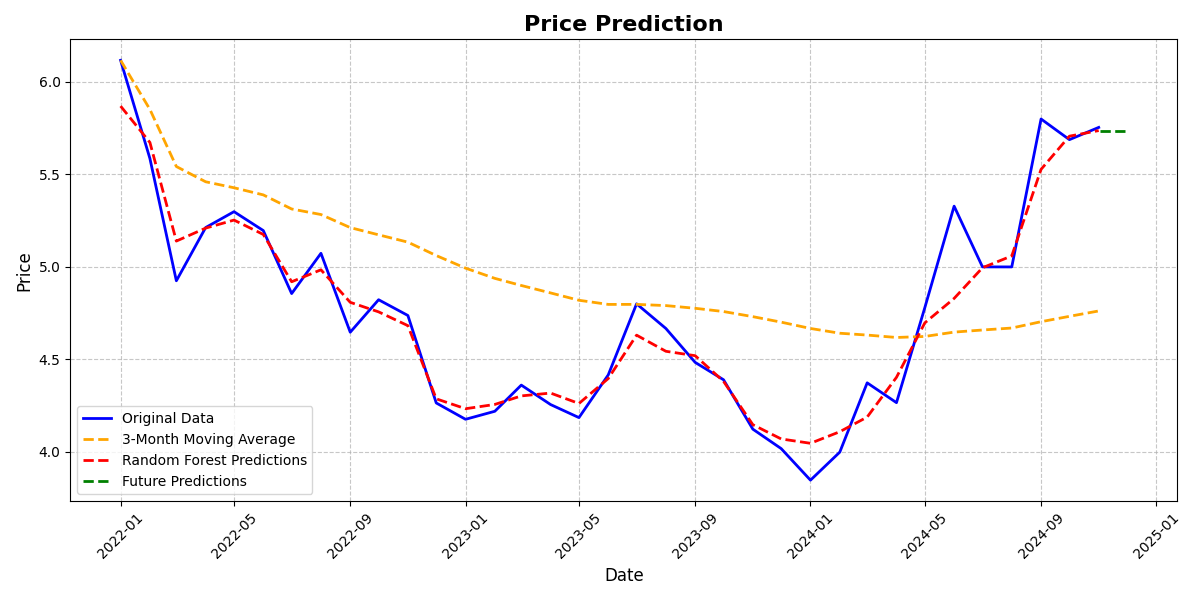 Price Prediction
6.0
5.5
5.0
4.5
4.0
Price
Original Data
3-Month Moving Average
Random Forest Predictions
Future Predictions
2022-01
2022-05
2022-09
2023-01
2023-05
2023-09
2024-01
2024-05
2024-09
2025-01
Date